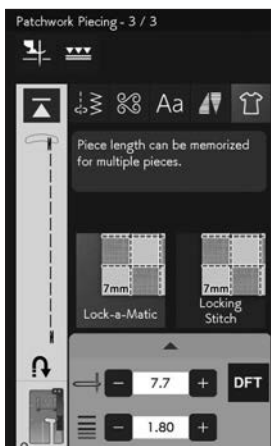 Patchwork Piecing - 3 / 3
Aa
Piece length can be memorized
for multiple pieces.
7mm
Lock-a-Matic
7mm
Locking
Stitch
- 7.7 + DFT
- 1.80 +